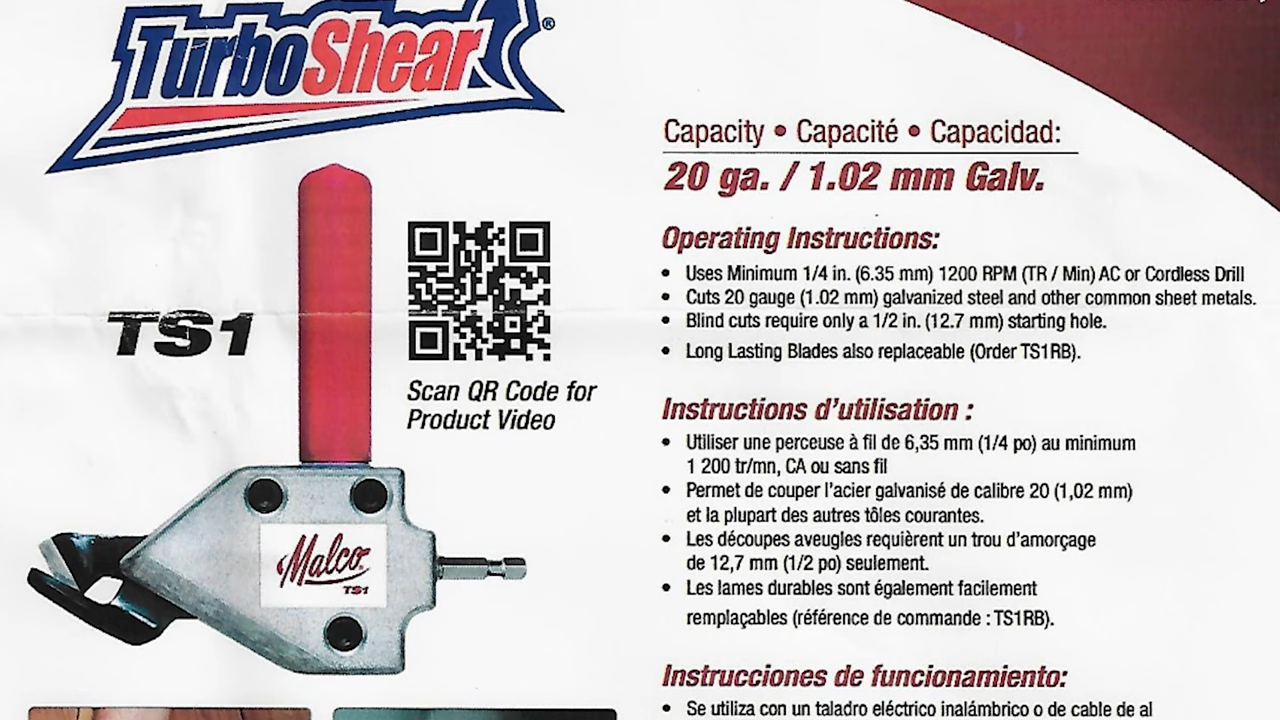 TurboShear®
Capacity • Capacité • Capacidad:
20 ga. / 1.02 mm Galv.
Operating Instructions:
• Uses Minimum 1/4 in. (6.35 mm) 1200 RPM (TR / Min) AC or Cordless Drill
• Cuts 20 gauge (1.02 mm) galvanized steel and other common sheet metals.
• Blind cuts require only a 1/2 in. (12.7 mm) starting hole.
• Long Lasting Blades also replaceable (Order TS1RB).
TS1
Scan QR Code for
Product Video
Malco
TS1
Instructions d'utilisation :
• Utiliser une perceuse à fil de 6,35 mm (1/4 po) au minimum
1 200 tr/mn, CA ou sans fil
• Permet de couper l'acier galvanisé de calibre 20 (1,02 mm)
et la plupart des autres tôles courantes.
• Les découpes aveugles requièrent un trou d'amorçage
de 12,7 mm (1/2 po) seulement.
• Les lames durables sont également facilement
remplaçables (référence de commande : TS1RB).
Instrucciones de funcionamiento:
• Se utiliza con un taladro eléctrico inalámbrico o de cable de al